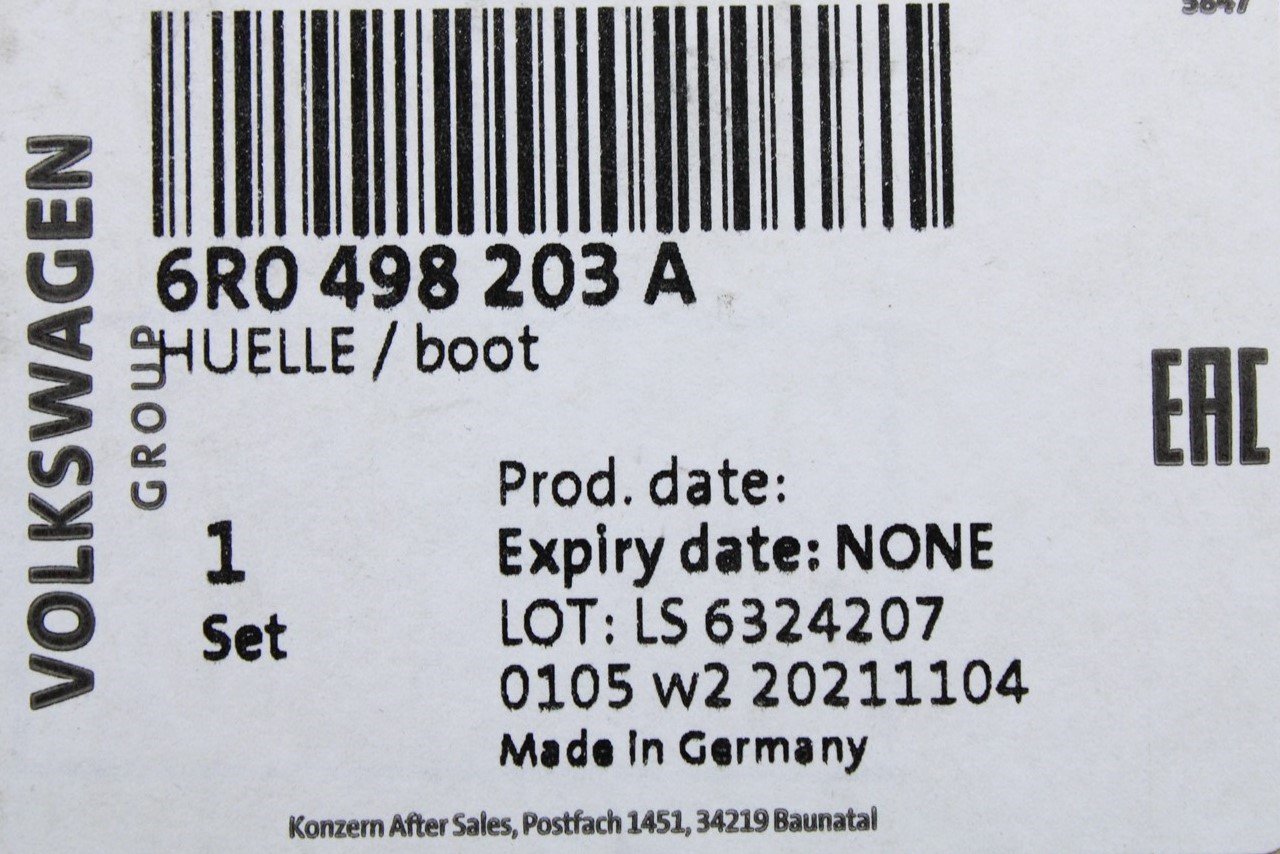 6R0 498 203 A
HUELLE / boot
VOLKSWAGEN
GROUP
EAC
1
Set
Prod. date:
Expiry date: NONE
LOT: LS 6324207
0105 w2 20211104
Made in Germany
Konzern After Sales, Postfach 1451, 34219 Baunatal